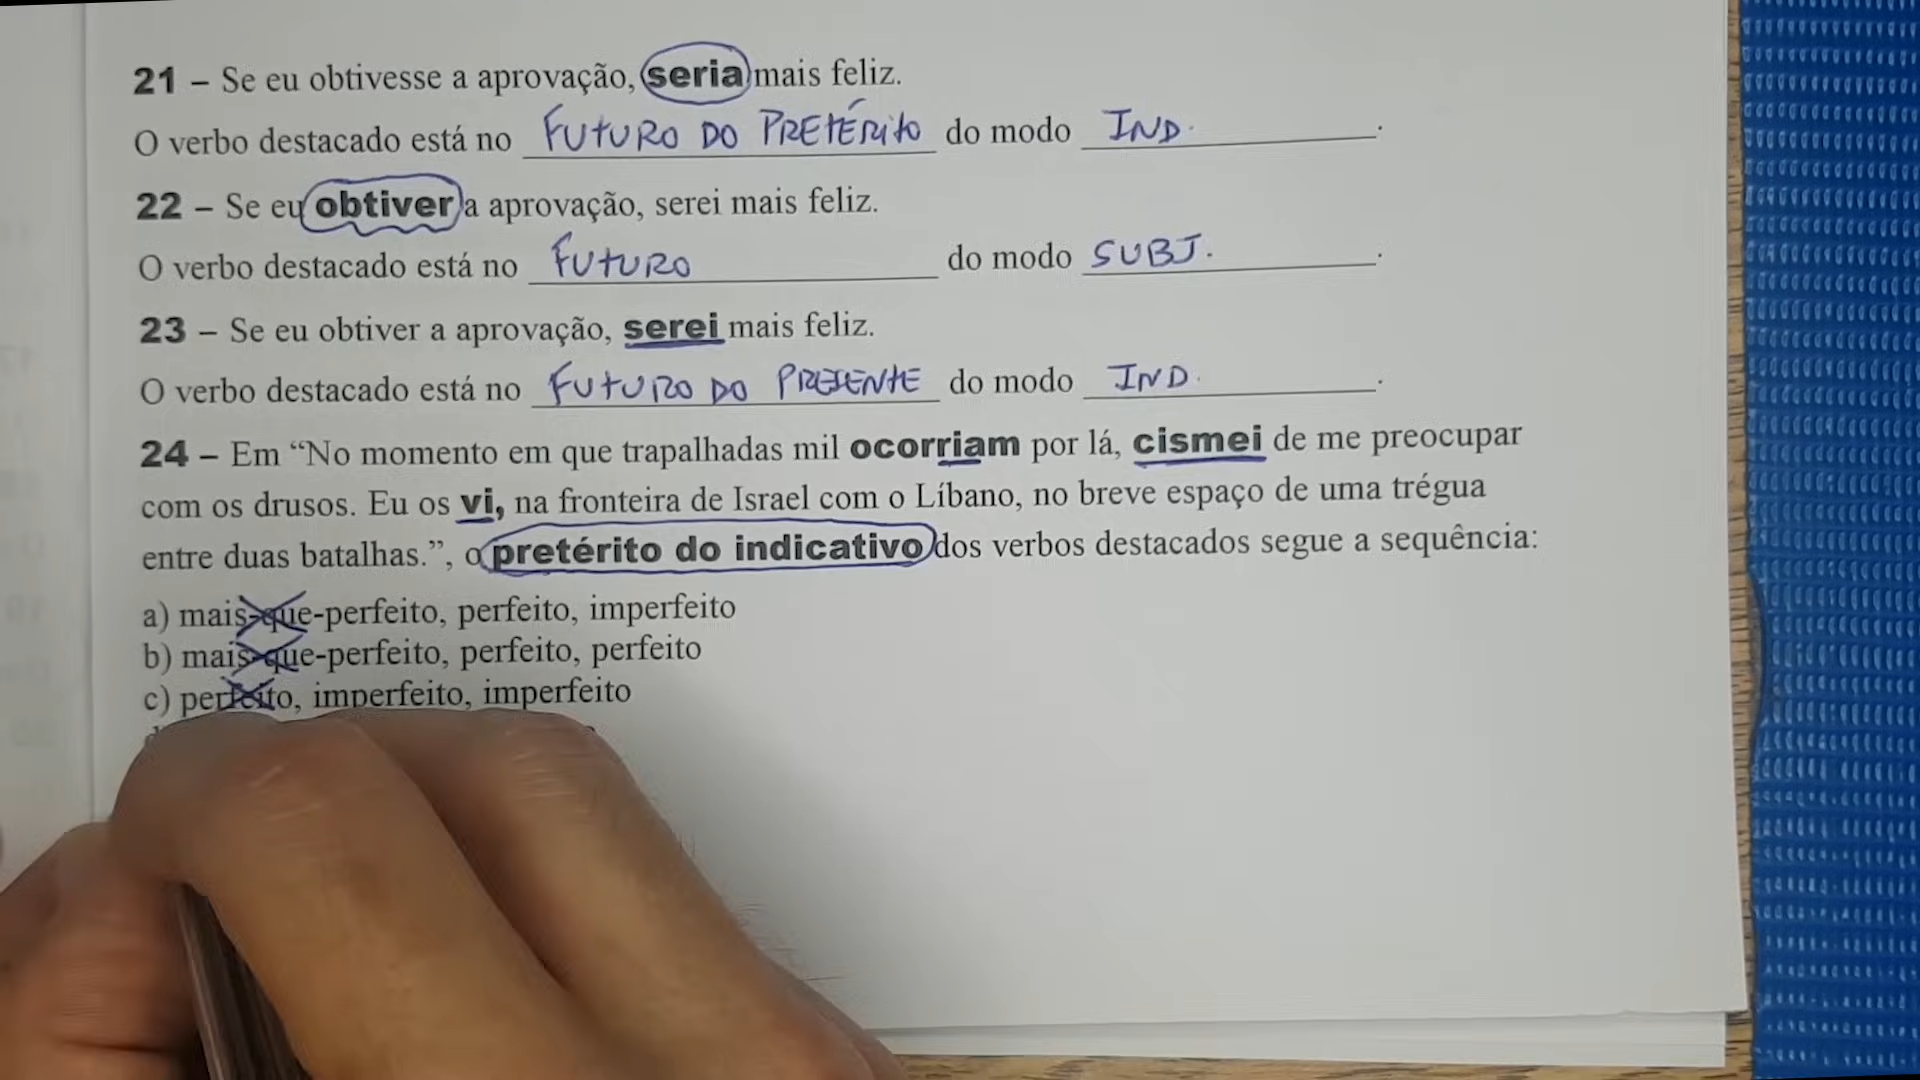 21 – Se eu obtivesse a aprovação, seria mais feliz.
O verbo destacado está no FUTURO DO PRETÉRITO do modo IND.
22 – Se eu obtiver a aprovação, serei mais feliz.
O verbo destacado está no FUTURO do modo SUBJ.
23 – Se eu obtiver a aprovação, serei mais feliz.
O verbo destacado está no FUTURO DO PRESENTE do modo IND.
24 – Em “No momento em que trapalhadas mil ocorriam por lá, cismei de me preocupar
com os drusos. Eu os vi, na fronteira de Israel com o Líbano, no breve espaço de uma trégua
entre duas batalhas.”, o pretérito do indicativo dos verbos destacados segue a sequência:
a) mais-que-perfeito, perfeito, imperfeito
b) mais-que-perfeito, perfeito, perfeito
c) perfeito, imperfeito, imperfeito